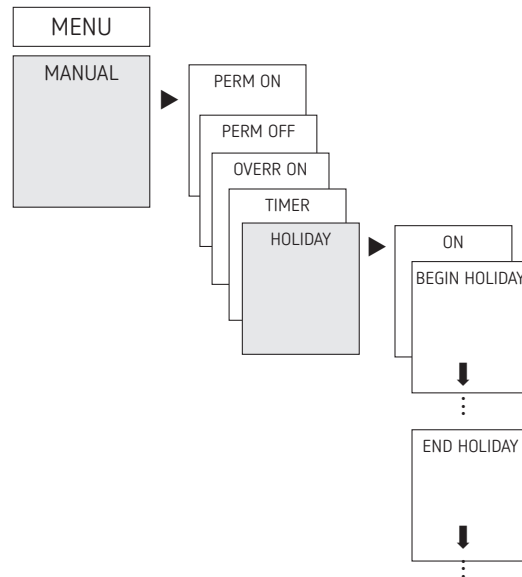 MENU
MANUAL
PERM ON
PERM OFF
OVERR ON
TIMER
HOLIDAY
ON
BEGIN HOLIDAY
END HOLIDAY